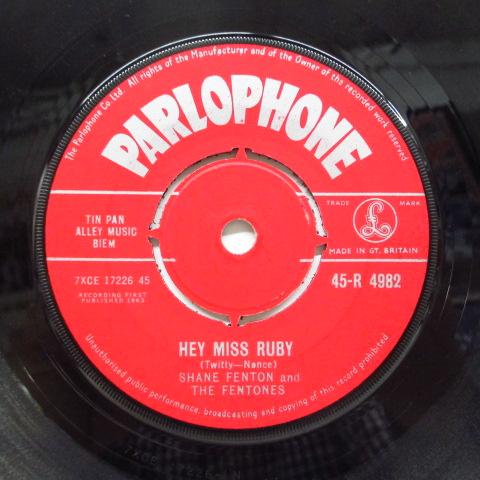 The Parlophone Co Ltd. All rights of the Manufacturer and of the Owner of the recorded work reserved
PARLOPHONE
TIN PAN
ALLEY MUSIC
BIEM
TRADE MARK
£
MADE IN GT. BRITAIN
7XCE 17226 45
45-R 4982
RECORDING FIRST
PUBLISHED 1963
HEY MISS RUBY
(Twitty—Nance)
SHANE FENTON and
THE FENTONES
Unauthorised public performance, broadcasting and copying of this record prohibited